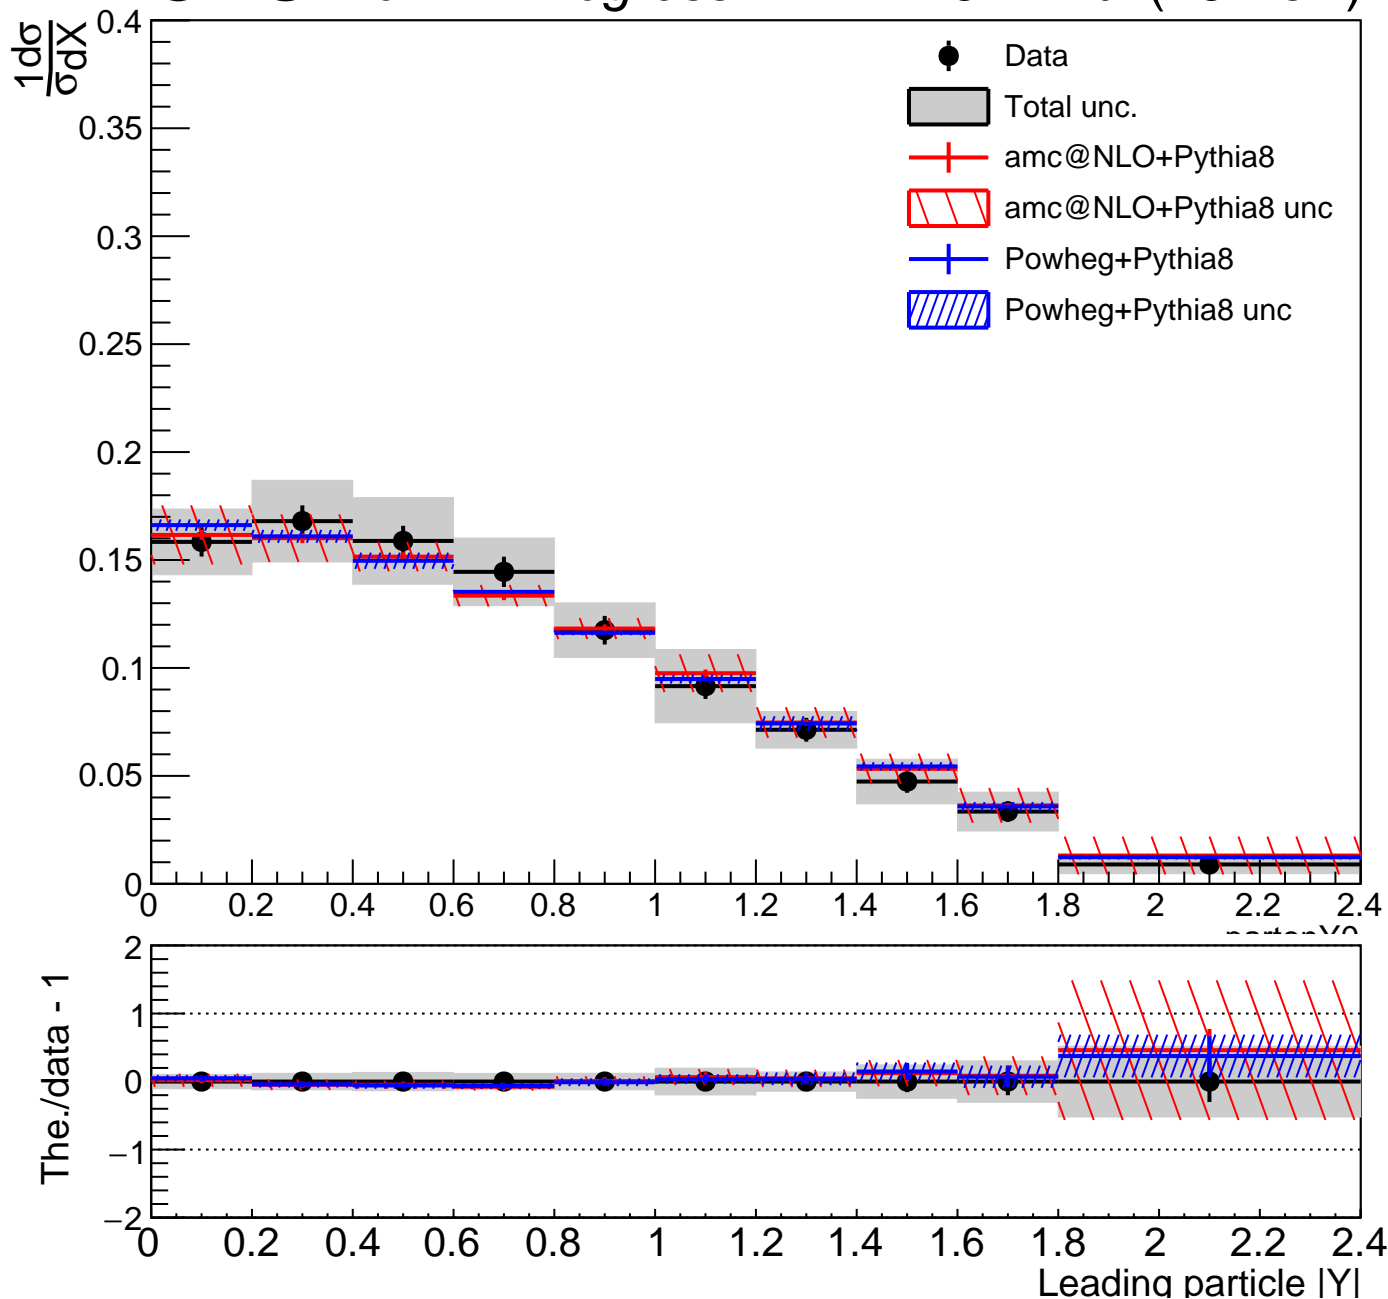 1dσ
σdX
0.4
0.35
0.3
0.25
0.2
0.15
0.1
0.05
0
Data
Total unc.
amc@NLO+Pythia8
amc@NLO+Pythia8 unc
Powheg+Pythia8
Powheg+Pythia8 unc
0 0.2 0.4 0.6 0.8 1 1.2 1.4 1.6 1.8 2 2.2 2.4
The./data - 1
2
1
0
−1
−2
0 0.2 0.4 0.6 0.8 1 1.2 1.4 1.6 1.8 2 2.2 2.4
Leading particle |Y|